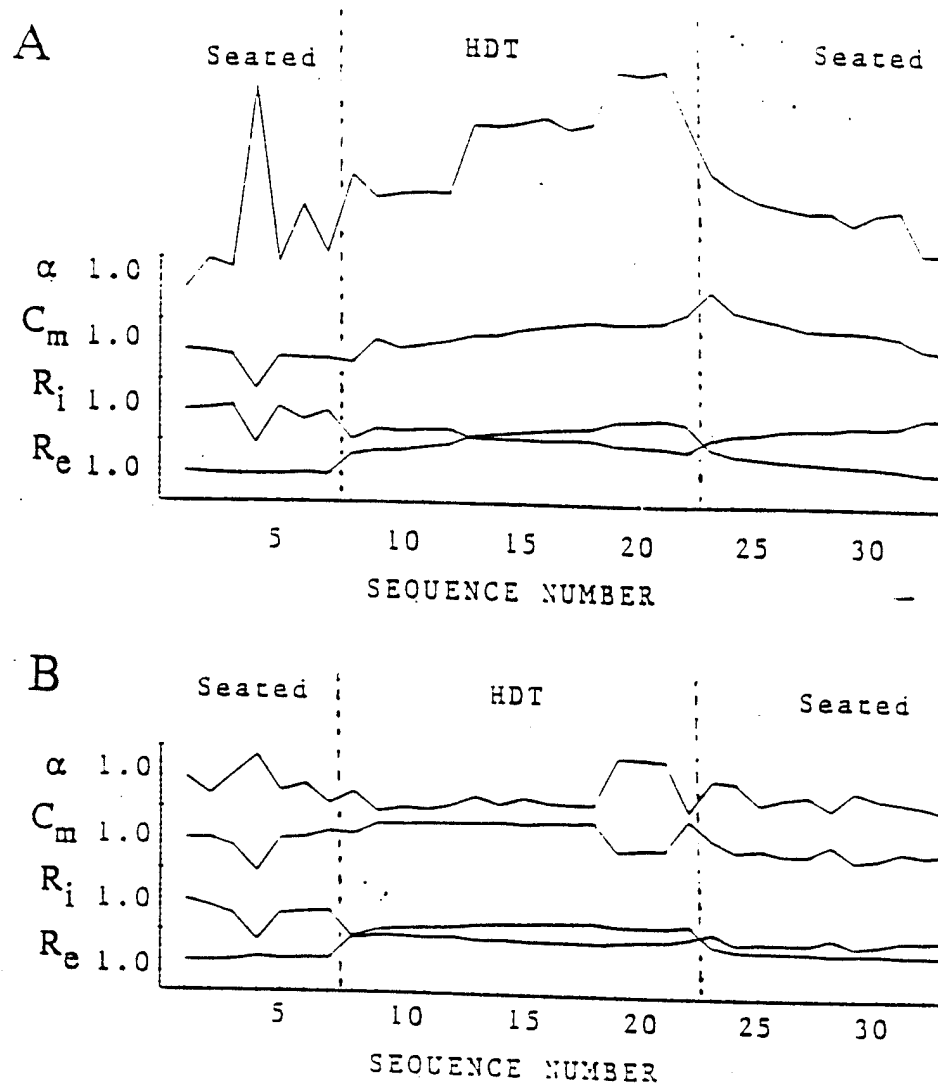 A
Seated HDT Seated
α 1.0
Cm 1.0
Ri 1.0
Re 1.0
5 10 15 20 25 30
SEQUENCE NUMBER
B
Seated HDT Seated
α 1.0
Cm 1.0
Ri 1.0
Re 1.0
5 10 15 20 25 30
SEQUENCE NUMBER